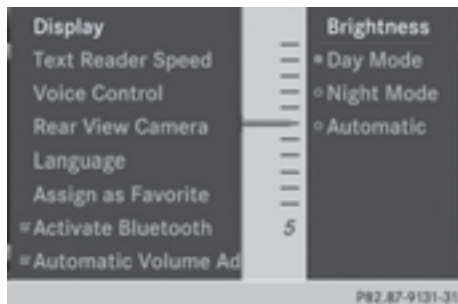 Display
Text Reader Speed
Voice Control
Rear View Camera
Language
Assign as Favorite
Activate Bluetooth
Automatic Volume Ad
5
Brightness
Day Mode
Night Mode
Automatic
P82.87-9131-31